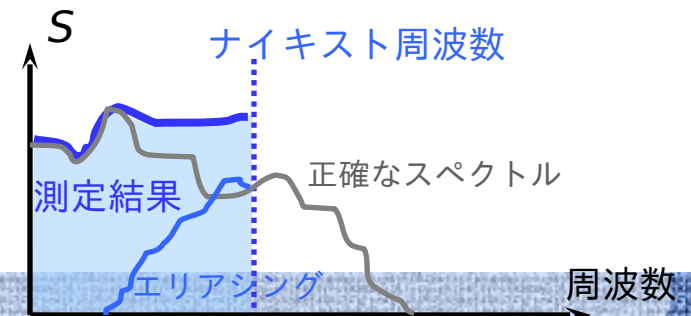 S
ナイキスト周波数
正確なスペクトル
測定結果
エリアシング
周波数